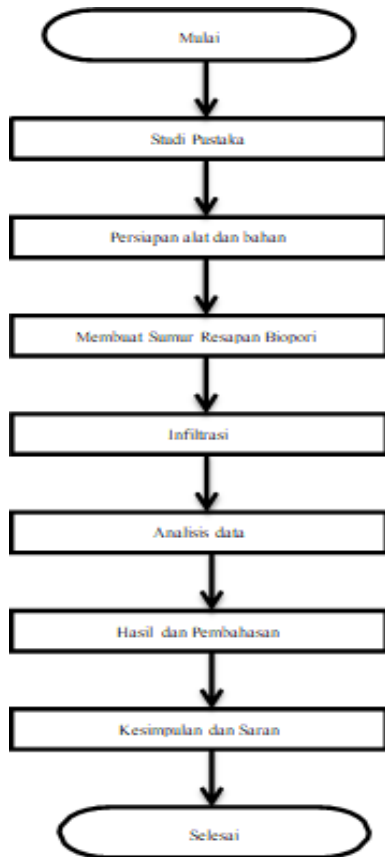 Mulai
Studi Pustaka
Persiapan alat dan bahan
Membuat Sumur Resapan Biopori
Infiltrasi
Analisis data
Hasil dan Pembahasan
Kesimpulan dan Saran
Selesai